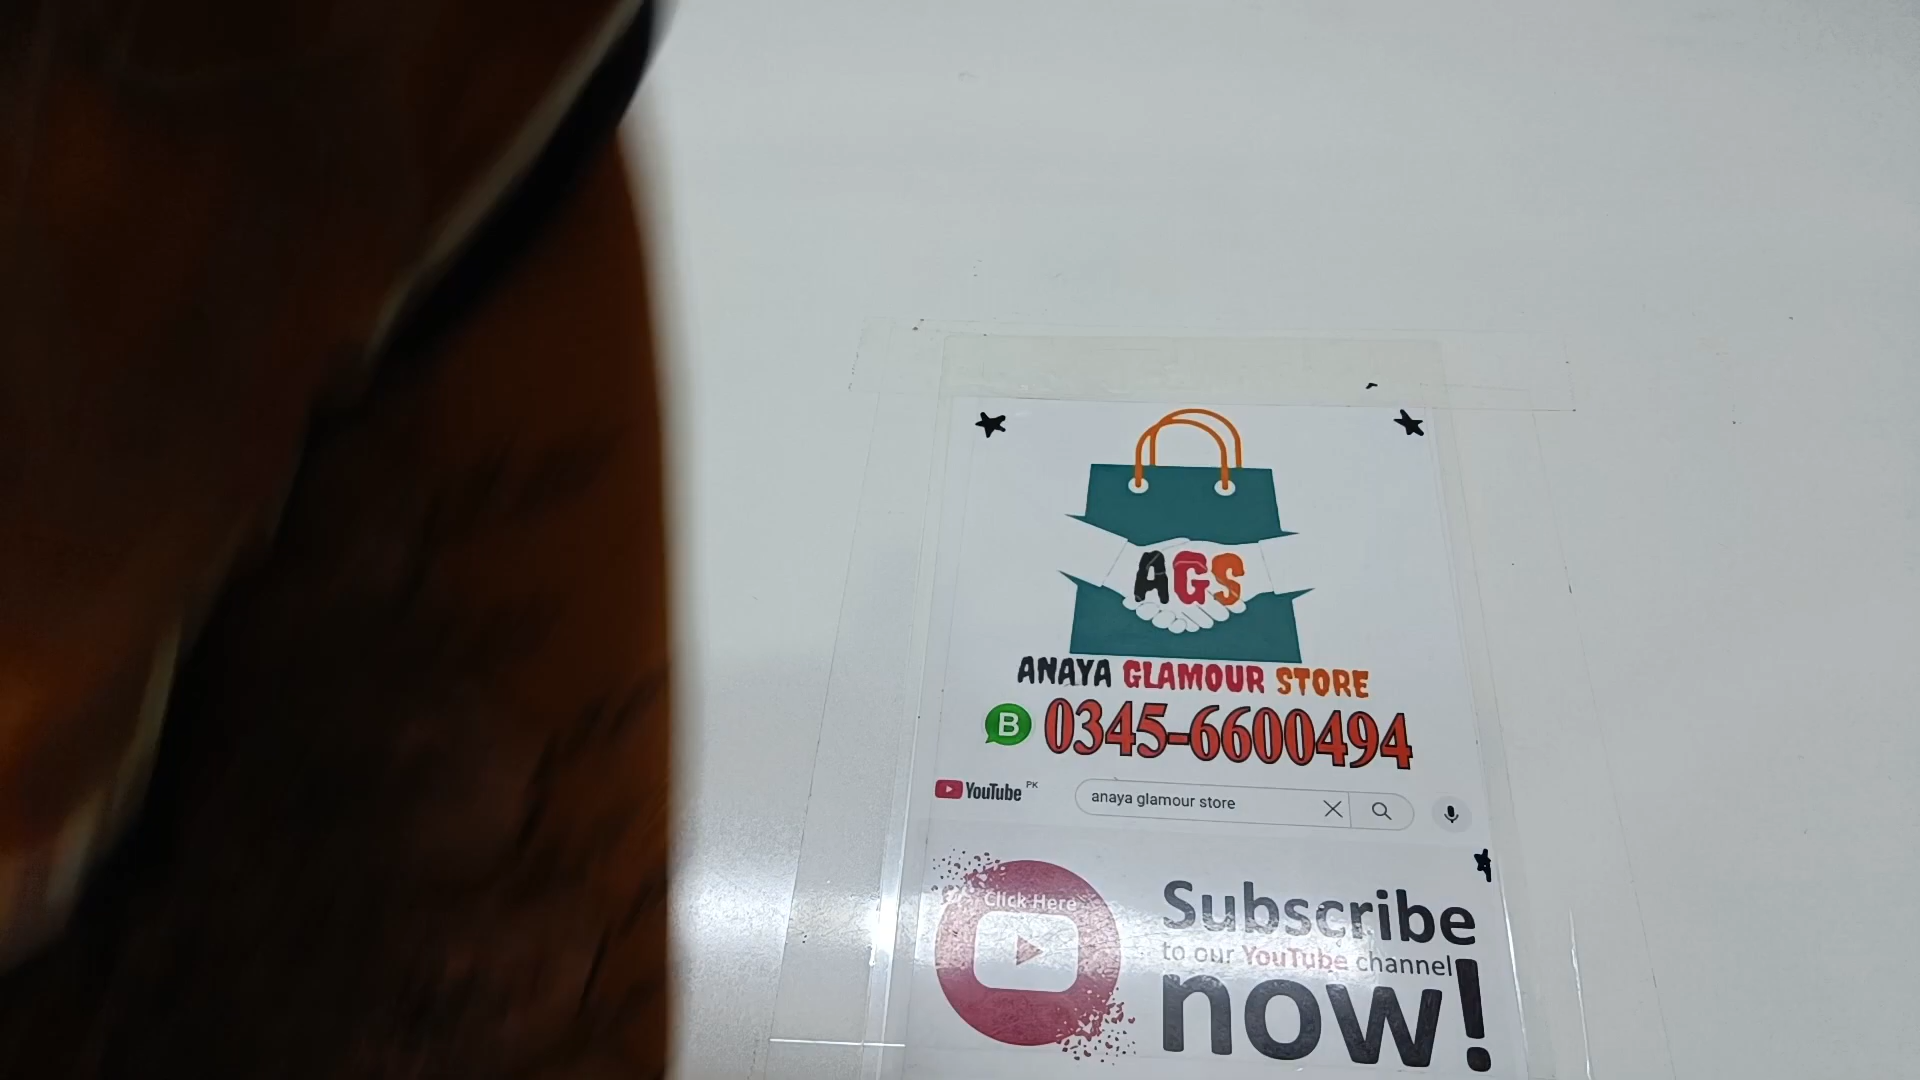 AGS
ANAYA GLAMOUR STORE
B 0345-6600494
YouTube PK
anaya glamour store
Click Here
Subscribe
to our YouTube channel
now!